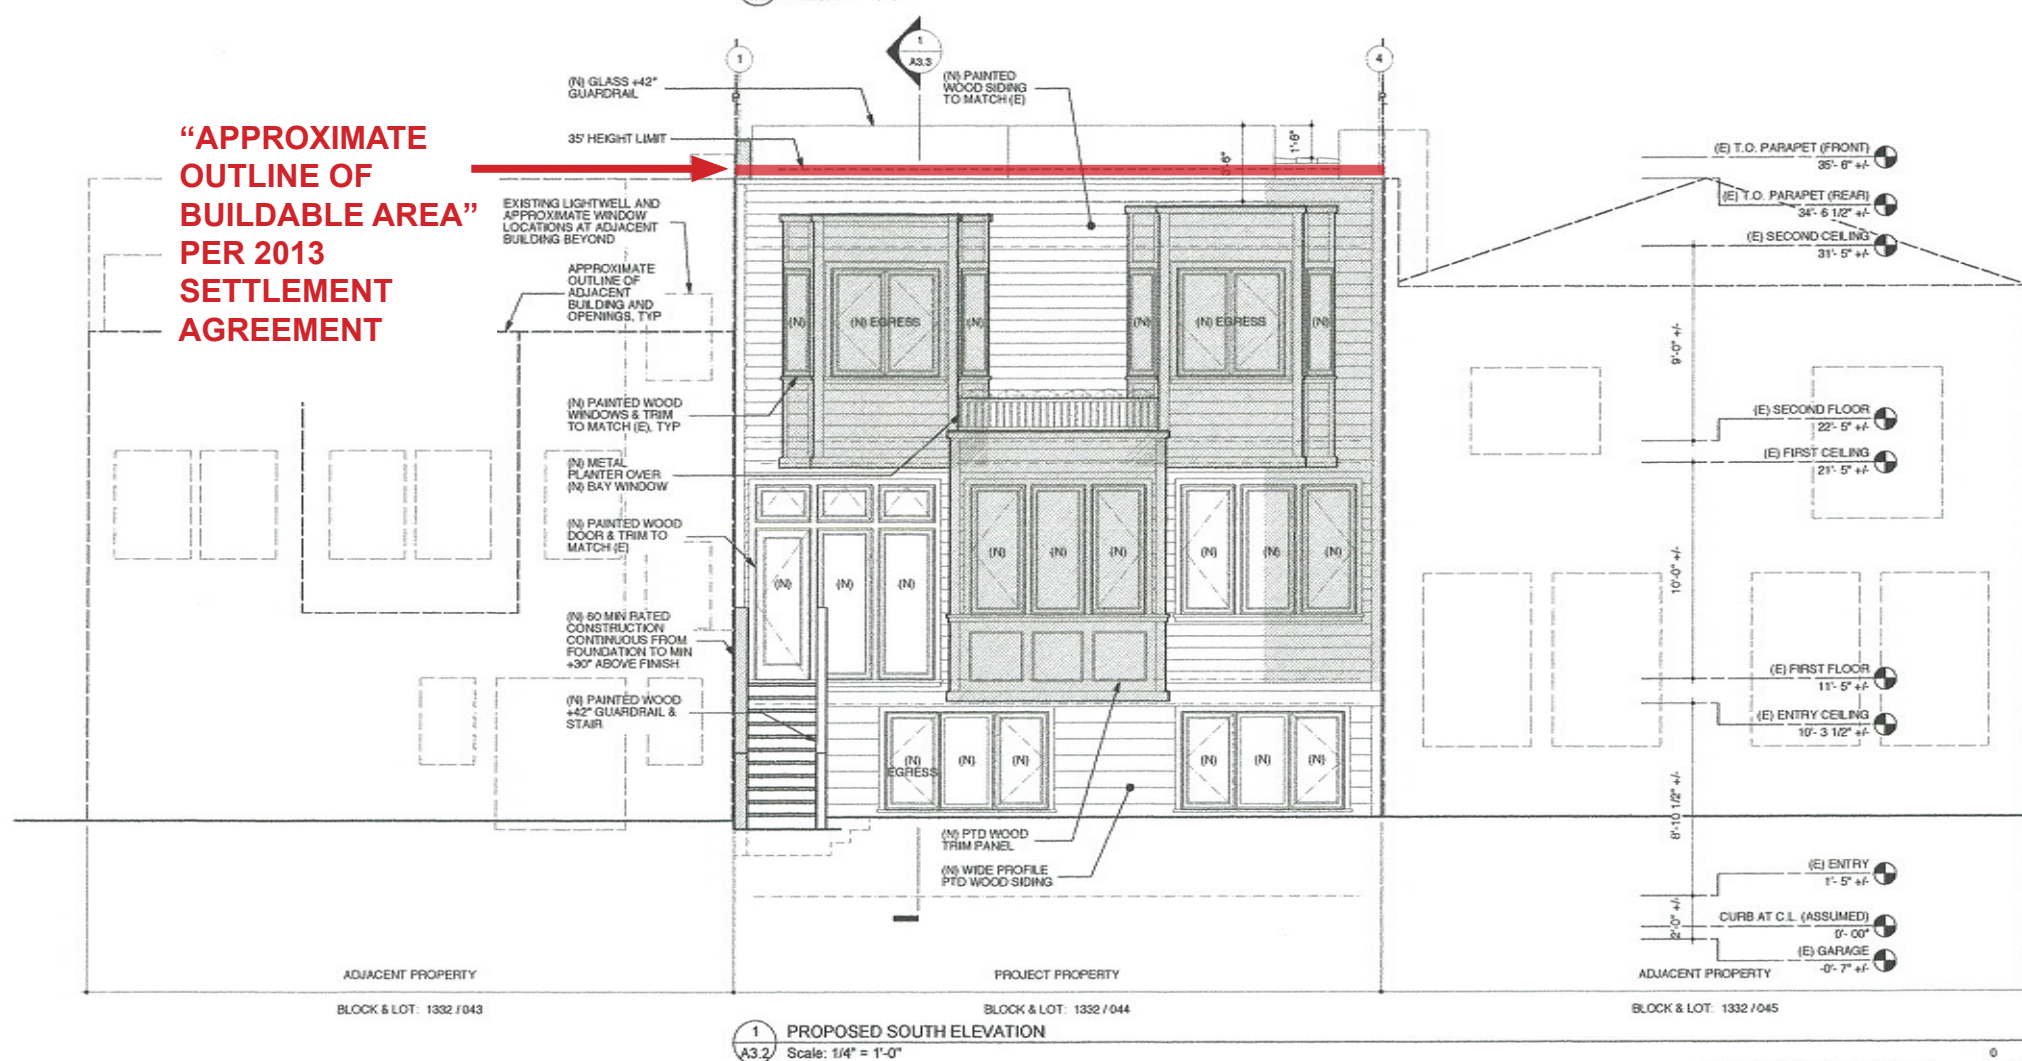 1
A3.3
1
4
(N) GLASS +42"
GUARDRAIL
(N) PAINTED
WOOD SIDING
TO MATCH (E)
35' HEIGHT LIMIT
3'-6"
1'-6"
“APPROXIMATE
OUTLINE OF
BUILDABLE AREA”
PER 2013
SETTLEMENT
AGREEMENT
EXISTING LIGHTWELL AND
APPROXIMATE WINDOW
LOCATIONS AT ADJACENT
BUILDING BEYOND
APPROXIMATE
OUTLINE OF
ADJACENT
BUILDING AND
OPENINGS, TYP
(N) PAINTED WOOD
WINDOWS & TRIM
TO MATCH (E), TYP
(N) METAL
PLANTER OVER
(N) BAY WINDOW
(N) PAINTED WOOD
DOOR & TRIM TO
MATCH (E)
(N) 60 MIN RATED
CONSTRUCTION
CONTINUOUS FROM
FOUNDATION TO MIN
+30" ABOVE FINISH
(N) PAINTED WOOD
+42" GUARDRAIL &
STAIR
(N)
(N) EGRESS
(N)
(N)
(N) EGRESS
(N)
(N)
(N)
(N)
(N)
(N)
(N)
(N)
(N)
(N)
(N)
EGRESS
(N)
(N)
(N)
(N)
(N)
(N) PTD WOOD
TRIM PANEL
(N) WIDE PROFILE
PTD WOOD SIDING
(E) T.O. PARAPET (FRONT)
35'- 6" +/-
(E) T.O. PARAPET (REAR)
34'- 6 1/2" +/-
(E) SECOND CEILING
31'- 5" +/-
9'-0" +/-
(E) SECOND FLOOR
22'- 5" +/-
(E) FIRST CEILING
21'- 5" +/-
10'-0" +/-
(E) FIRST FLOOR
11'- 5" +/-
(E) ENTRY CEILING
10'- 3 1/2" +/-
8'-10 1/2" +/-
(E) ENTRY
1'- 5" +/-
2'-0" +/-
CURB AT C.L. (ASSUMED)
0'- 00"
(E) GARAGE
-0'- 7" +/-
ADJACENT PROPERTY
PROJECT PROPERTY
ADJACENT PROPERTY
BLOCK & LOT: 1332 / 043
BLOCK & LOT: 1332 / 044
BLOCK & LOT: 1332 / 045
1
A3.2
PROPOSED SOUTH ELEVATION
Scale: 1/4" = 1'-0"